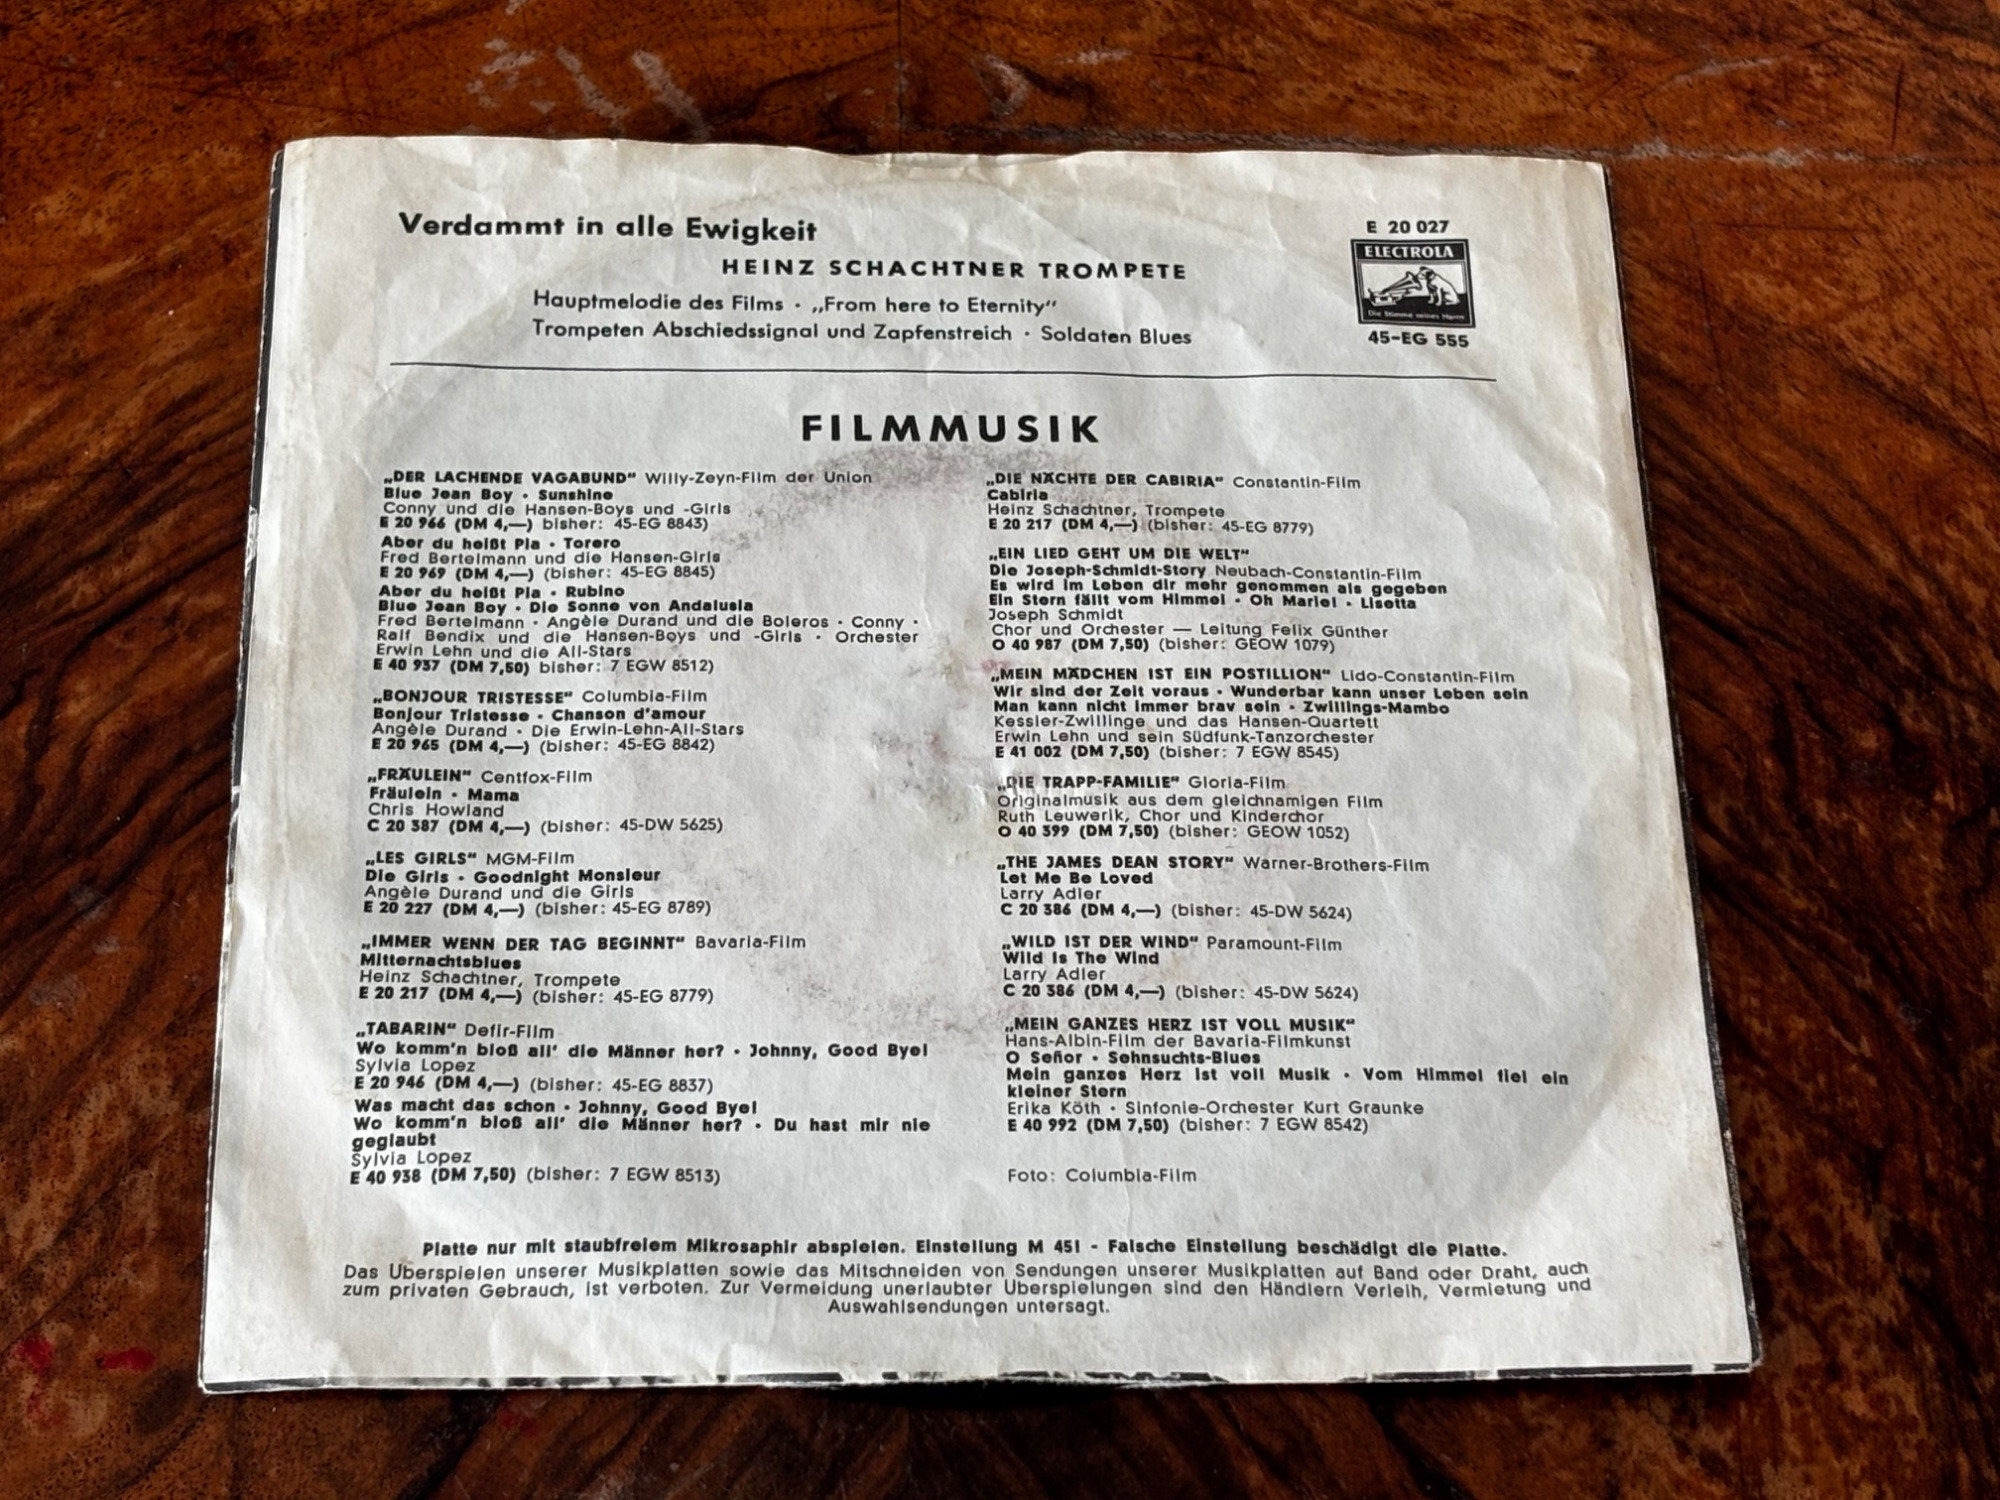 Verdammt in alle Ewigkeit
HEINZ SCHACHTNER TROMPETE
Hauptmelodie des Films · „From here to Eternity“
Trompeten Abschiedssignal und Zapfenstreich · Soldaten Blues
E 20 027
ELECTROLA
Die Stimme seines Herrn
45-EG 555
FILMMUSIK
„DER LACHENDE VAGABUND“ Willy-Zeyn-Film der Union
Blue Jean Boy · Sunshine
Conny und die Hansen-Boys und -Girls
E 20 966 (DM 4,—) bisher: 45-EG 8843)
Aber du heißt Pia · Torero
Fred Bertelmann und die Hansen-Girls
E 20 969 (DM 4,—) (bisher: 45-EG 8845)
Aber du heißt Pia · Rubino
Blue Jean Boy · Die Sonne von Andalusia
Fred Bertelmann · Angèle Durand und die Boleros · Conny ·
Ralf Bendix und die Hansen-Boys und -Girls · Orchester
Erwin Lehn und die All-Stars
E 40 937 (DM 7,50) bisher: 7 EGW 8512)
„BONJOUR TRISTESSE“ Columbia-Film
Bonjour Tristesse · Chanson d'amour
Angèle Durand · Die Erwin-Lehn-All-Stars
E 20 965 (DM 4,—) (bisher: 45-EG 8842)
„FRÄULEIN“ Centfox-Film
Fräulein · Mama
Chris Howland
C 20 387 (DM 4,—) (bisher: 45-DW 5625)
„LES GIRLS“ MGM-Film
Die Girls · Goodnight Monsieur
Angèle Durand und die Girls
E 20 227 (DM 4,—) (bisher: 45-EG 8789)
„IMMER WENN DER TAG BEGINNT“ Bavaria-Film
Mitternachtsblues
Heinz Schachtner, Trompete
E 20 217 (DM 4,—) (bisher: 45-EG 8779)
„TABARIN“ Defir-Film
Wo komm'n bloß all' die Männer her? · Johnny, Good Bye!
Sylvia Lopez
E 20 946 (DM 4,—) (bisher: 45-EG 8837)
Was macht das schon · Johnny, Good Bye!
Wo komm'n bloß all' die Männer her? · Du hast mir nie
geglaubt
Sylvia Lopez
E 40 938 (DM 7,50) (bisher: 7 EGW 8513)
„DIE NÄCHTE DER CABIRIA“ Constantin-Film
Cabiria
Heinz Schachtner, Trompete
E 20 217 (DM 4,—) (bisher: 45-EG 8779)
„EIN LIED GEHT UM DIE WELT“
Die Joseph-Schmidt-Story Neubach-Constantin-Film
Es wird im Leben dir mehr genommen als gegeben
Ein Stern fällt vom Himmel · Oh Marie! · Lisetta
Joseph Schmidt
Chor und Orchester — Leitung Felix Günther
O 40 987 (DM 7,50) (bisher: GEOW 1079)
„MEIN MÄDCHEN IST EIN POSTILLION“ Lido-Constantin-Film
Wir sind der Zeit voraus · Wunderbar kann unser Leben sein
Man kann nicht immer brav sein · Zwillings-Mambo
Kessler-Zwillinge und das Hansen-Quartett
Erwin Lehn und sein Südfunk-Tanzorchester
E 41 002 (DM 7,50) (bisher: 7 EGW 8545)
„DIE TRAPP-FAMILIE“ Gloria-Film
Originalmusik aus dem gleichnamigen Film
Ruth Leuwerik, Chor und Kinderchor
O 40 399 (DM 7,50) (bisher: GEOW 1052)
„THE JAMES DEAN STORY“ Warner-Brothers-Film
Let Me Be Loved
Larry Adler
C 20 386 (DM 4,—) (bisher: 45-DW 5624)
„WILD IST DER WIND“ Paramount-Film
Wild Is The Wind
Larry Adler
C 20 386 (DM 4,—) (bisher: 45-DW 5624)
„MEIN GANZES HERZ IST VOLL MUSIK“
Hans-Albin-Film der Bavaria-Filmkunst
O Señor · Sehnsuchts-Blues
Mein ganzes Herz ist voll Musik · Vom Himmel fiel ein
kleiner Stern
Erika Köth · Sinfonie-Orchester Kurt Graunke
E 40 992 (DM 7,50) (bisher: 7 EGW 8542)
Foto: Columbia-Film
Platte nur mit staubfreiem Mikrosaphir abspielen. Einstellung M 45! - Falsche Einstellung beschädigt die Platte.
Das Überspielen unserer Musikplatten sowie das Mitschneiden von Sendungen unserer Musikplatten auf Band oder Draht, auch
zum privaten Gebrauch, ist verboten. Zur Vermeidung unerlaubter Überspielungen sind den Händlern Verleih, Vermietung und
Auswahlsendungen untersagt.